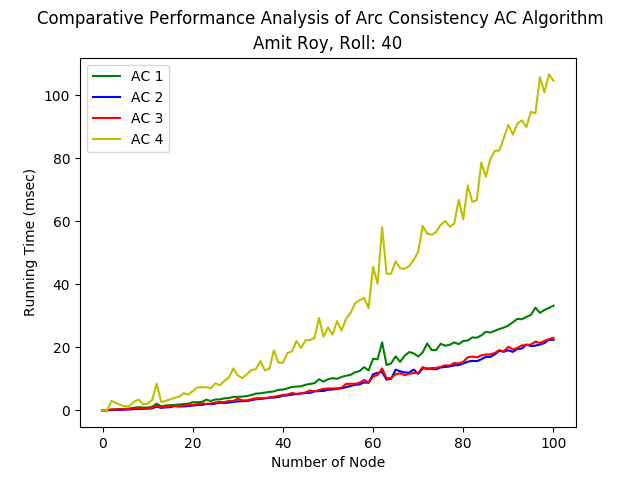 Comparative Performance Analysis of Arc Consistency AC Algorithm
Amit Roy, Roll: 40
AC 1
AC 2
AC 3
AC 4
Running Time (msec)
100
80
60
40
20
0
0 20 40 60 80 100
Number of Node